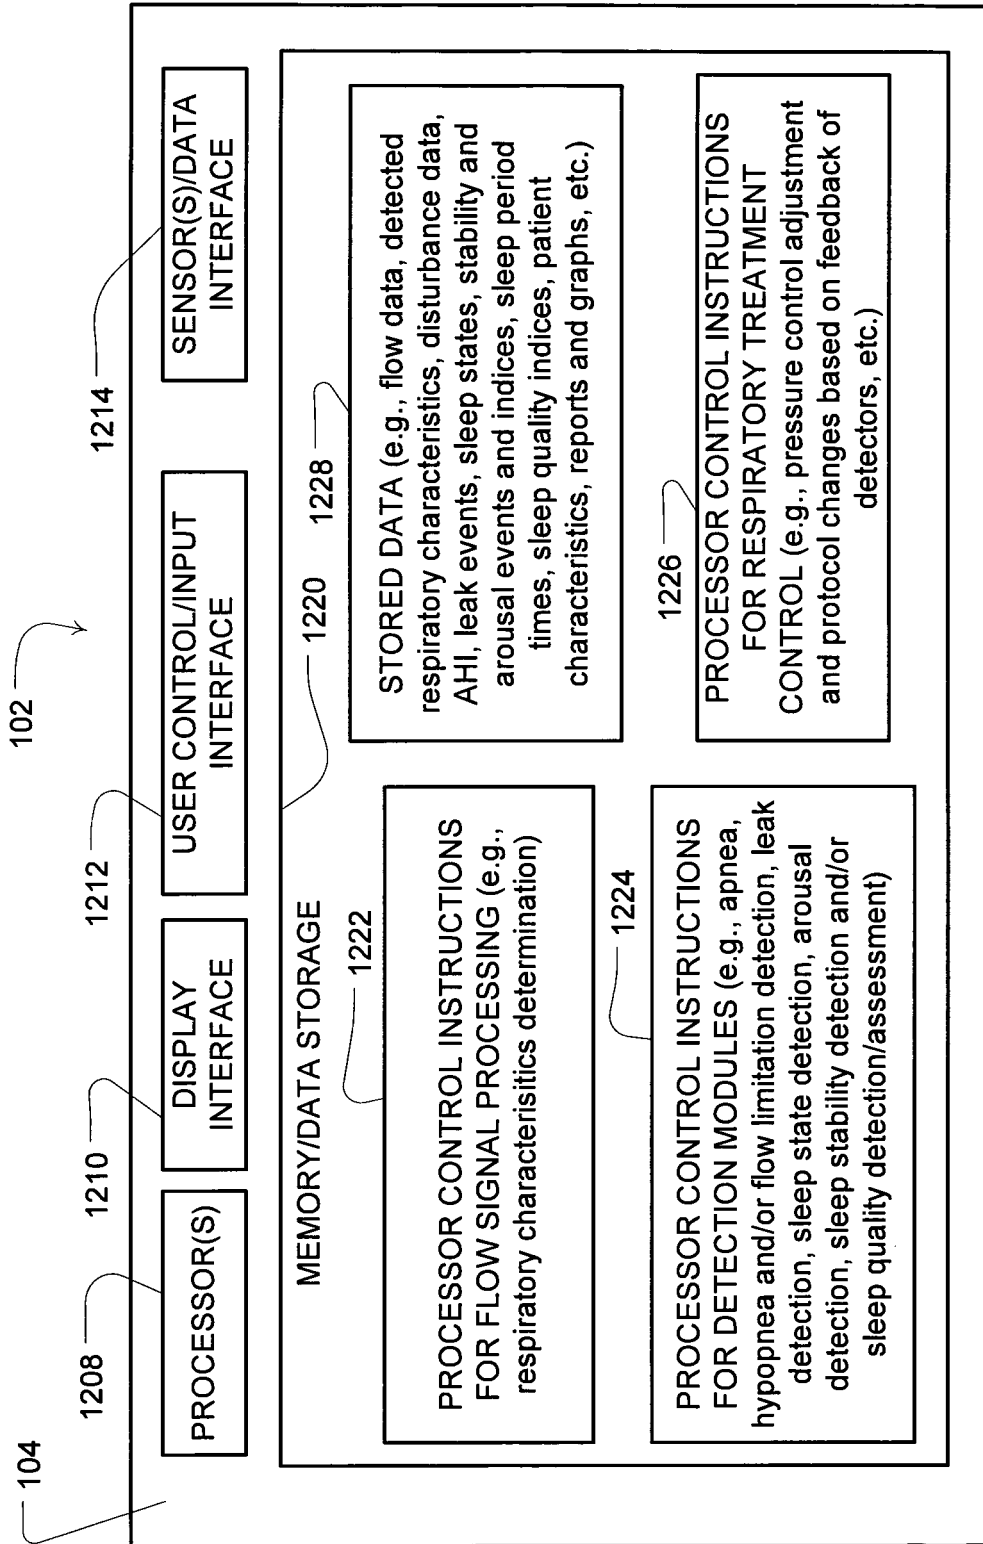 102
104
1208
1210
1212
1214
PROCESSOR(S)
DISPLAY
INTERFACE
USER CONTROL/INPUT
INTERFACE
SENSOR(S)/DATA
INTERFACE
MEMORY/DATA STORAGE
1220
1222
PROCESSOR CONTROL INSTRUCTIONS
FOR FLOW SIGNAL PROCESSING (e.g.,
respiratory characterisitics determination)
1228
STORED DATA (e.g., flow data, detected
respiratory characteristics, disturbance data,
AHI, leak events, sleep states, stability and
arousal events and indices, sleep period
times, sleep quality indices, patient
characteristics, reports and graphs, etc.)
1224
PROCESSOR CONTROL INSTRUCTIONS
FOR DETECTION MODULES (e.g., apnea,
hypopnea and/or flow limitation detection, leak
detection, sleep state detection, arousal
detection, sleep stability detection and/or
sleep quality detection/assessment)
1226
PROCESSOR CONTROL INSTRUCTIONS
FOR RESPIRATORY TREATMENT
CONTROL (e.g., pressure control adjustment
and protocol changes based on feedback of
detectors, etc.)